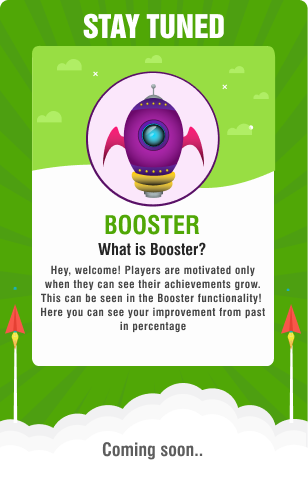 STAY TUNED
BOOSTER
What is Booster?
Hey, welcome! Players are motivated only
when they can see their achievements grow.
This can be seen in the Booster functionality!
Here you can see your improvement from past
in percentage
Coming soon..